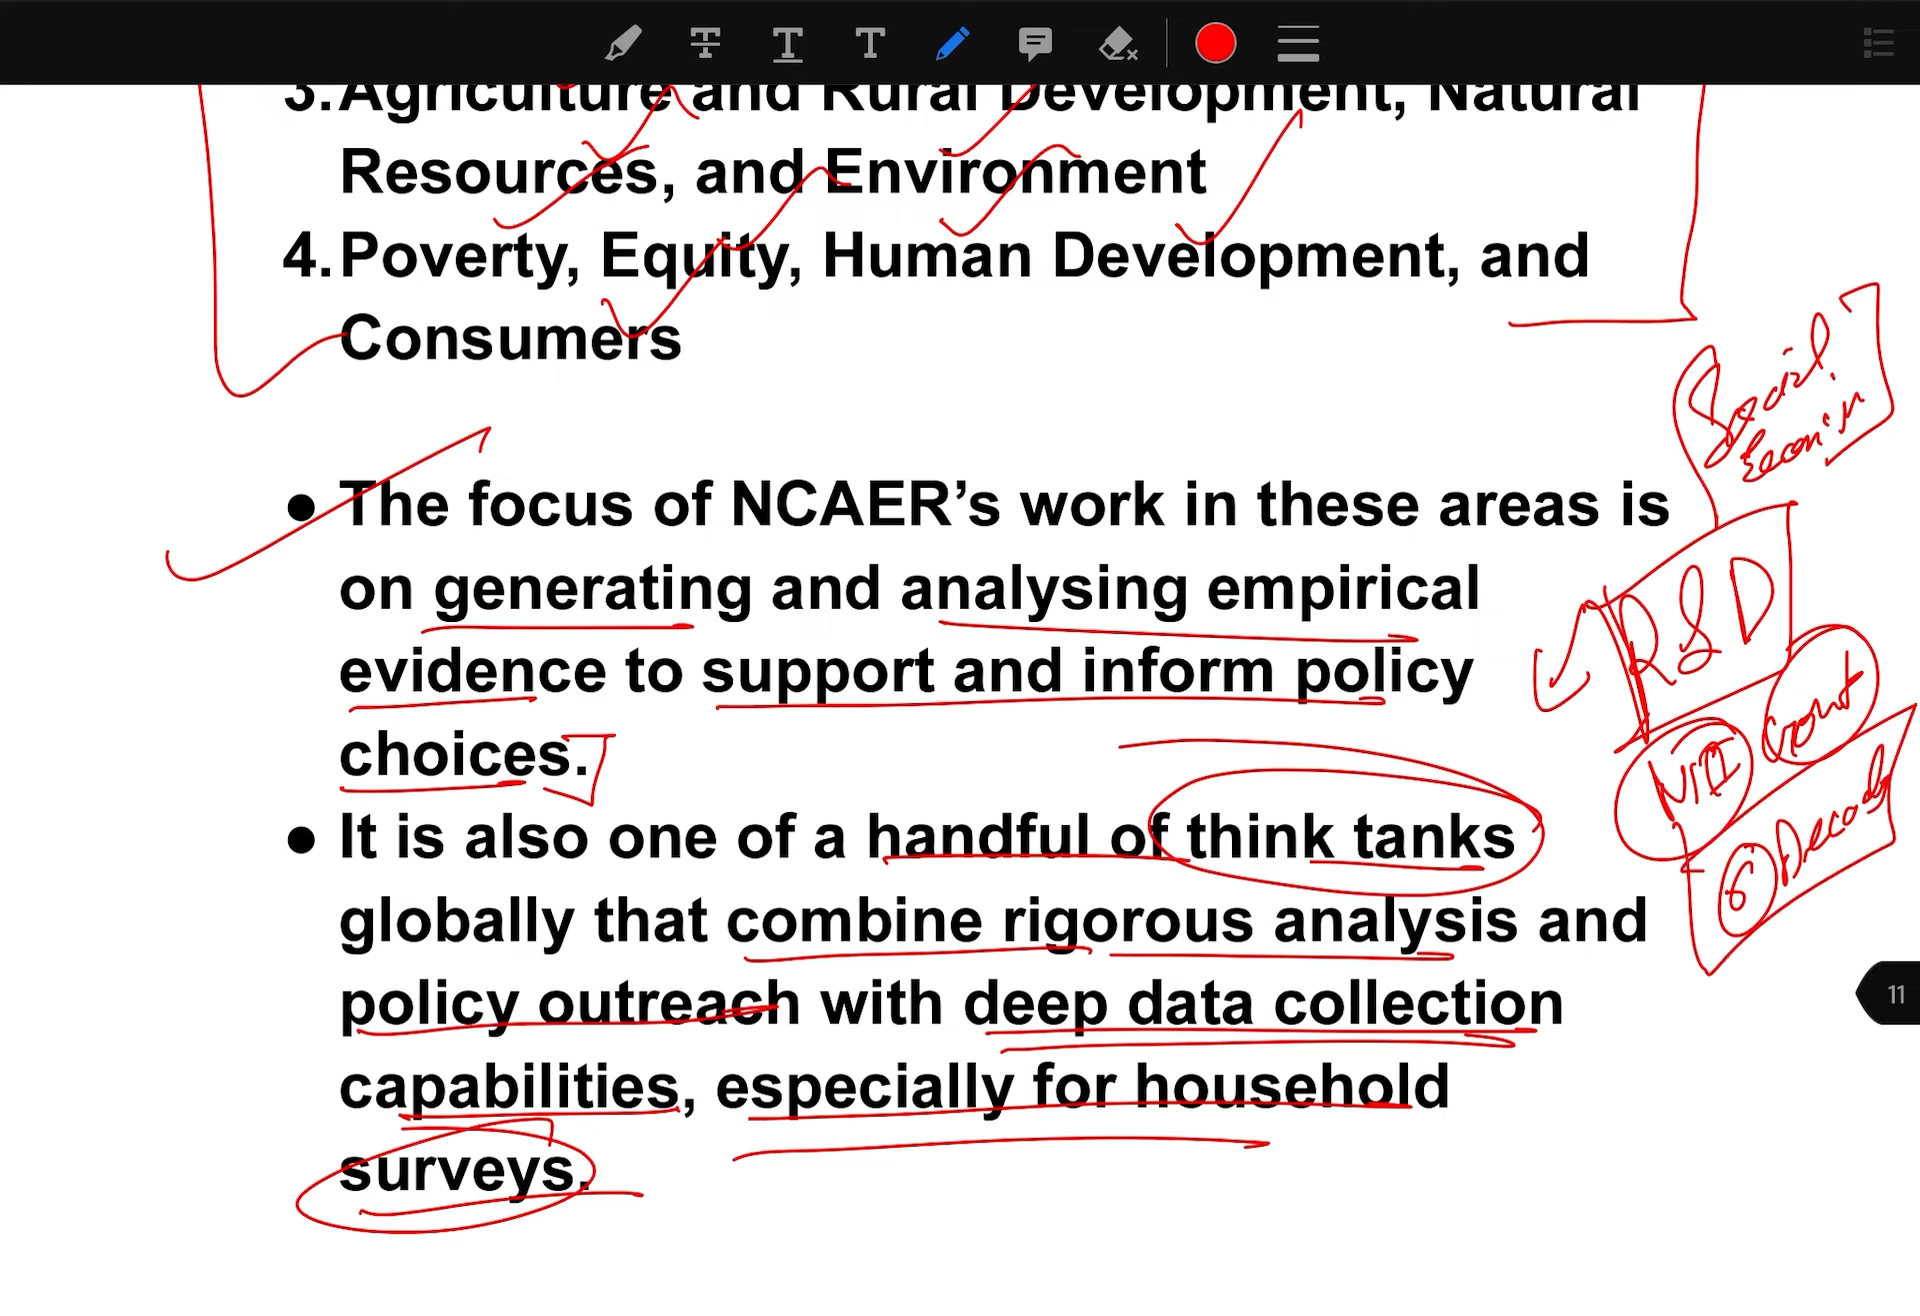 3. Agriculture and Rural Development, Natural
Resources, and Environment
4. Poverty, Equity, Human Development, and
Consumers
Social
● The focus of NCAER’s work in these areas is
on generating and analysing empirical
evidence to support and inform policy
choices.
● It is also one of a handful of think tanks
globally that combine rigorous analysis and
policy outreach with deep data collection
capabilities, especially for household
surveys.
R&D
6
11